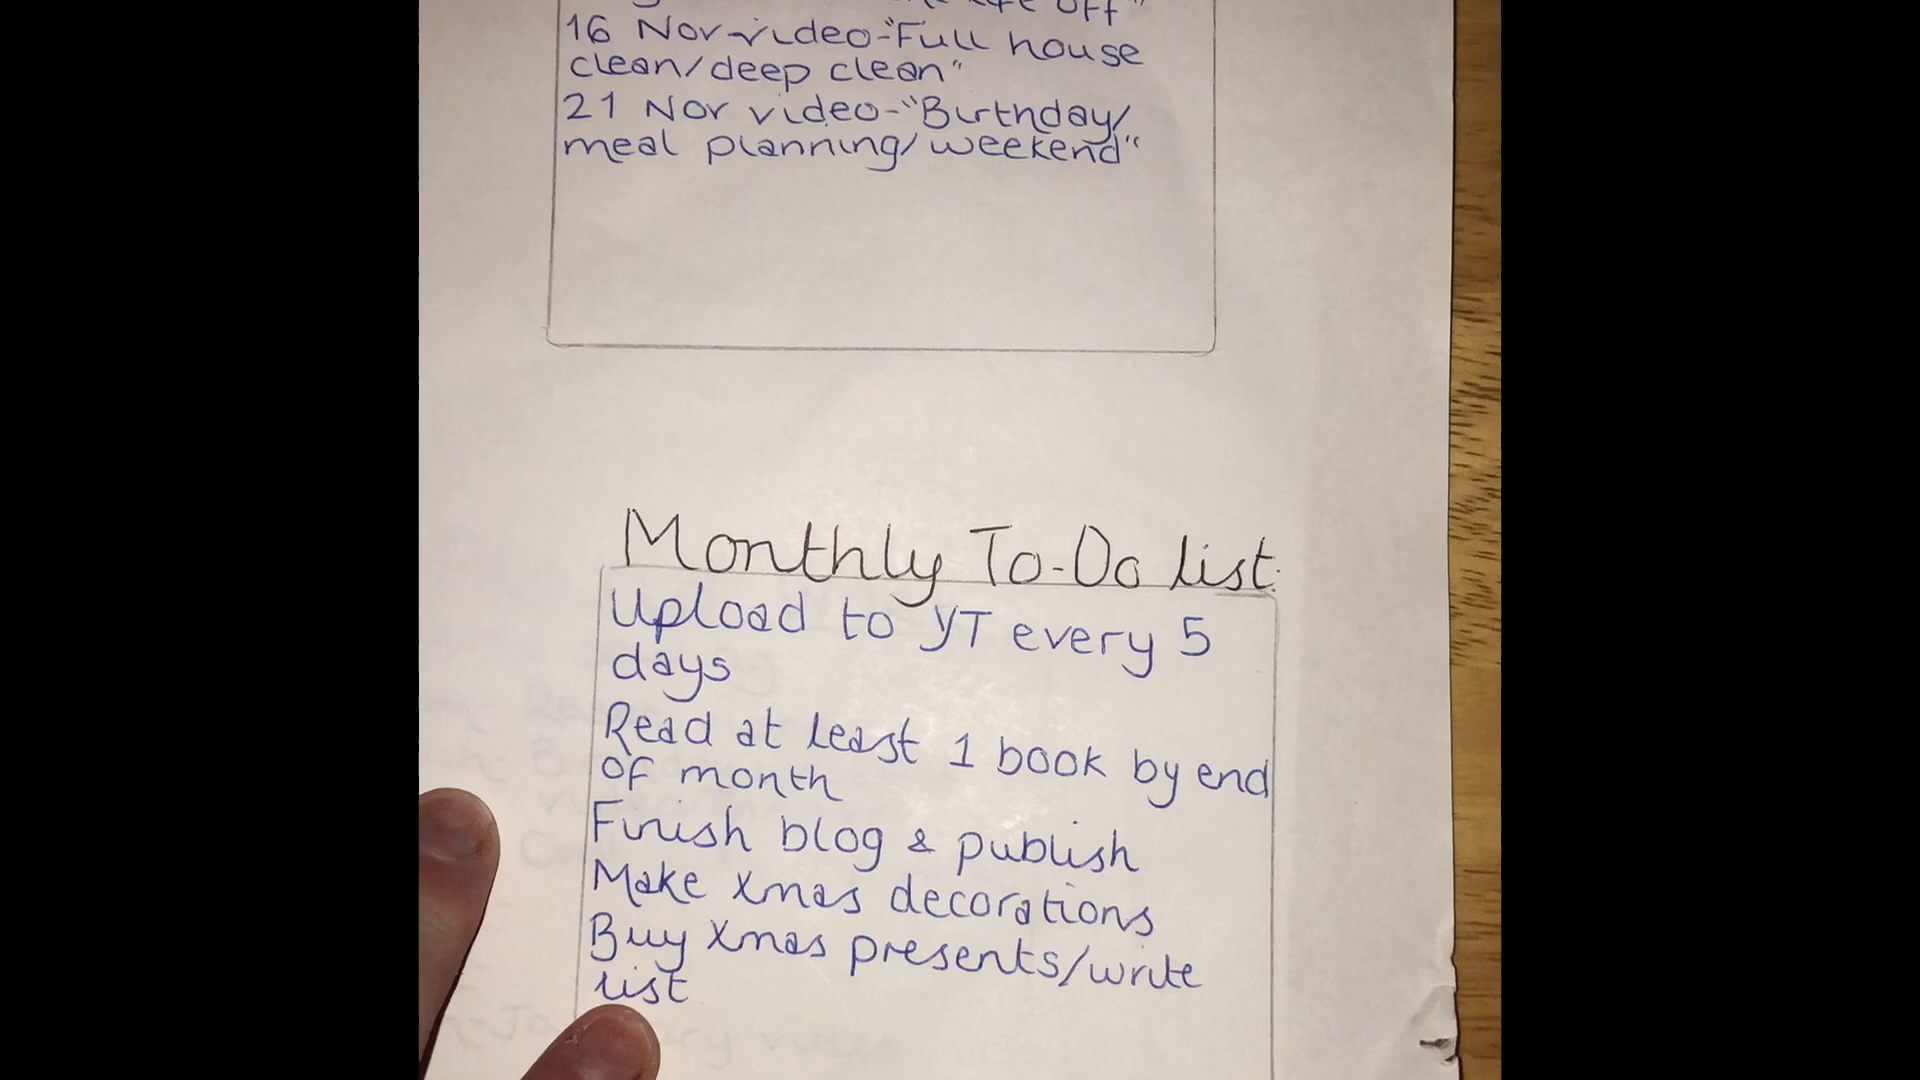 off"
16 Nov-video-"Full house
clean/deep clean"
21 Nov video-"Birthday/
meal planning/weekend"
Monthly To-Do list:
Upload to YT every 5
days
Read at least 1 book by end
of month
Finish blog & publish
Make xmas decorations
Buy Xmas presents/write
list